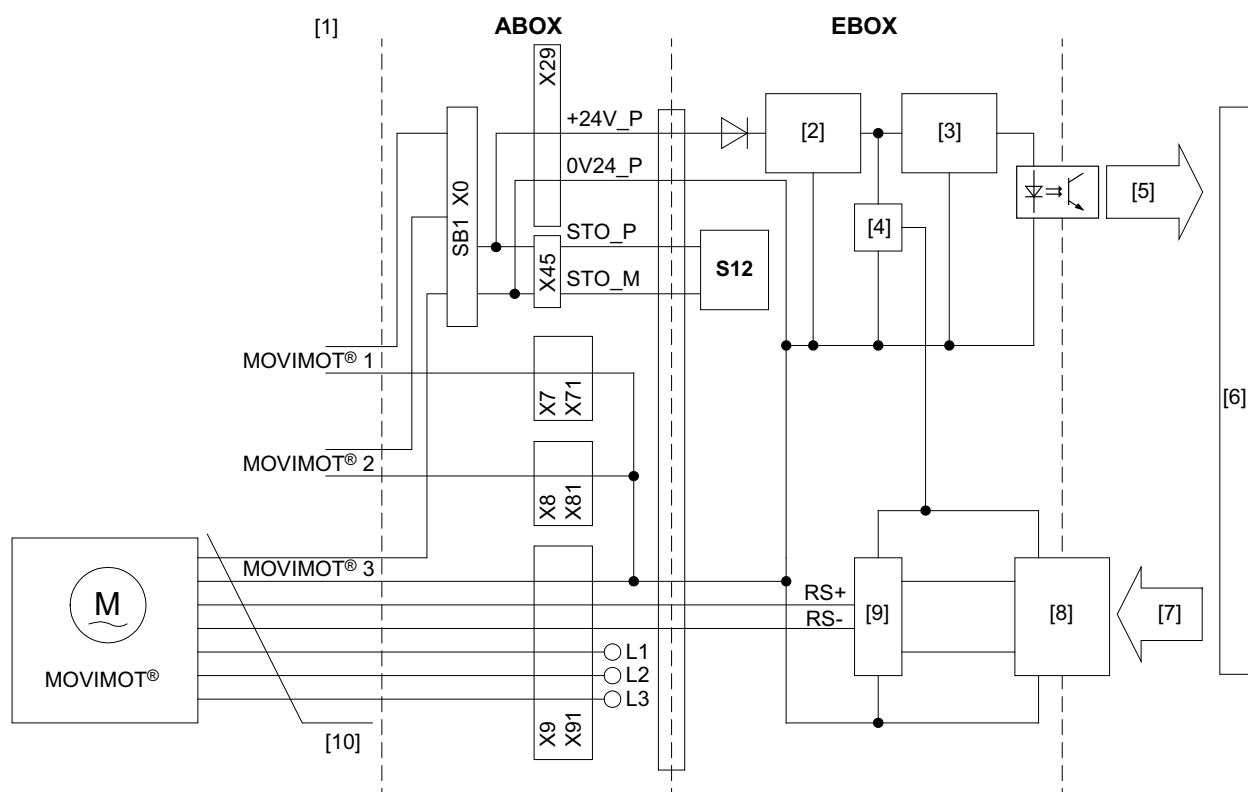 [1]
ABOX
EBOX
X29
+24V_P
[2]
[3]
0V24_P
[5]
SB1 X0
[4]
STO_P
X45
S12
STO_M
MOVIMOT® 1
X7
X71
[6]
MOVIMOT® 2
X8
X81
MOVIMOT® 3
M
RS+
[9]
[8]
[7]
RS-
L1
MOVIMOT®
L2
L3
X9
X91
[10]